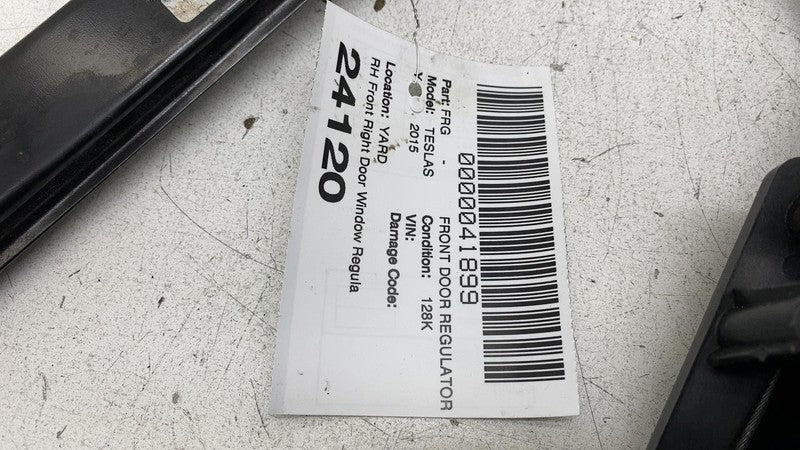 0000041899
Part: FRG - FRONT DOOR REGULATOR
Model: TESLAS Condition: 128K
2015 VIN:
Damage Code:
Location: YARD
RH Front Right Door Window Regula
24120